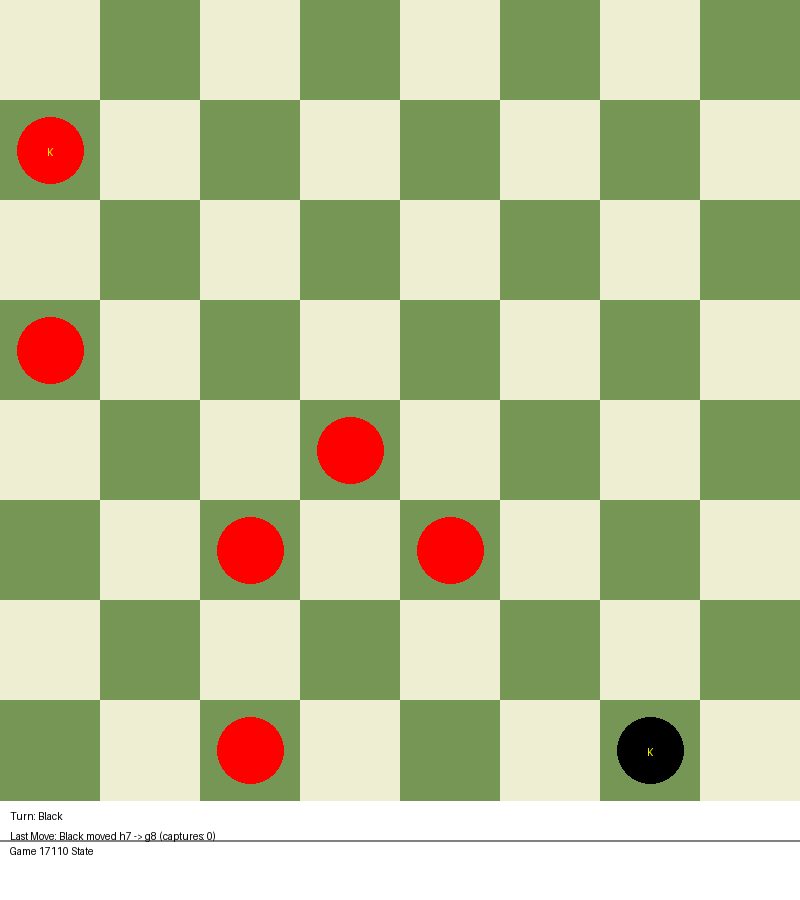 K
K
Turn: Black
Last Move: Black moved h7 -> g8 (captures: 0)
Game 17110 State